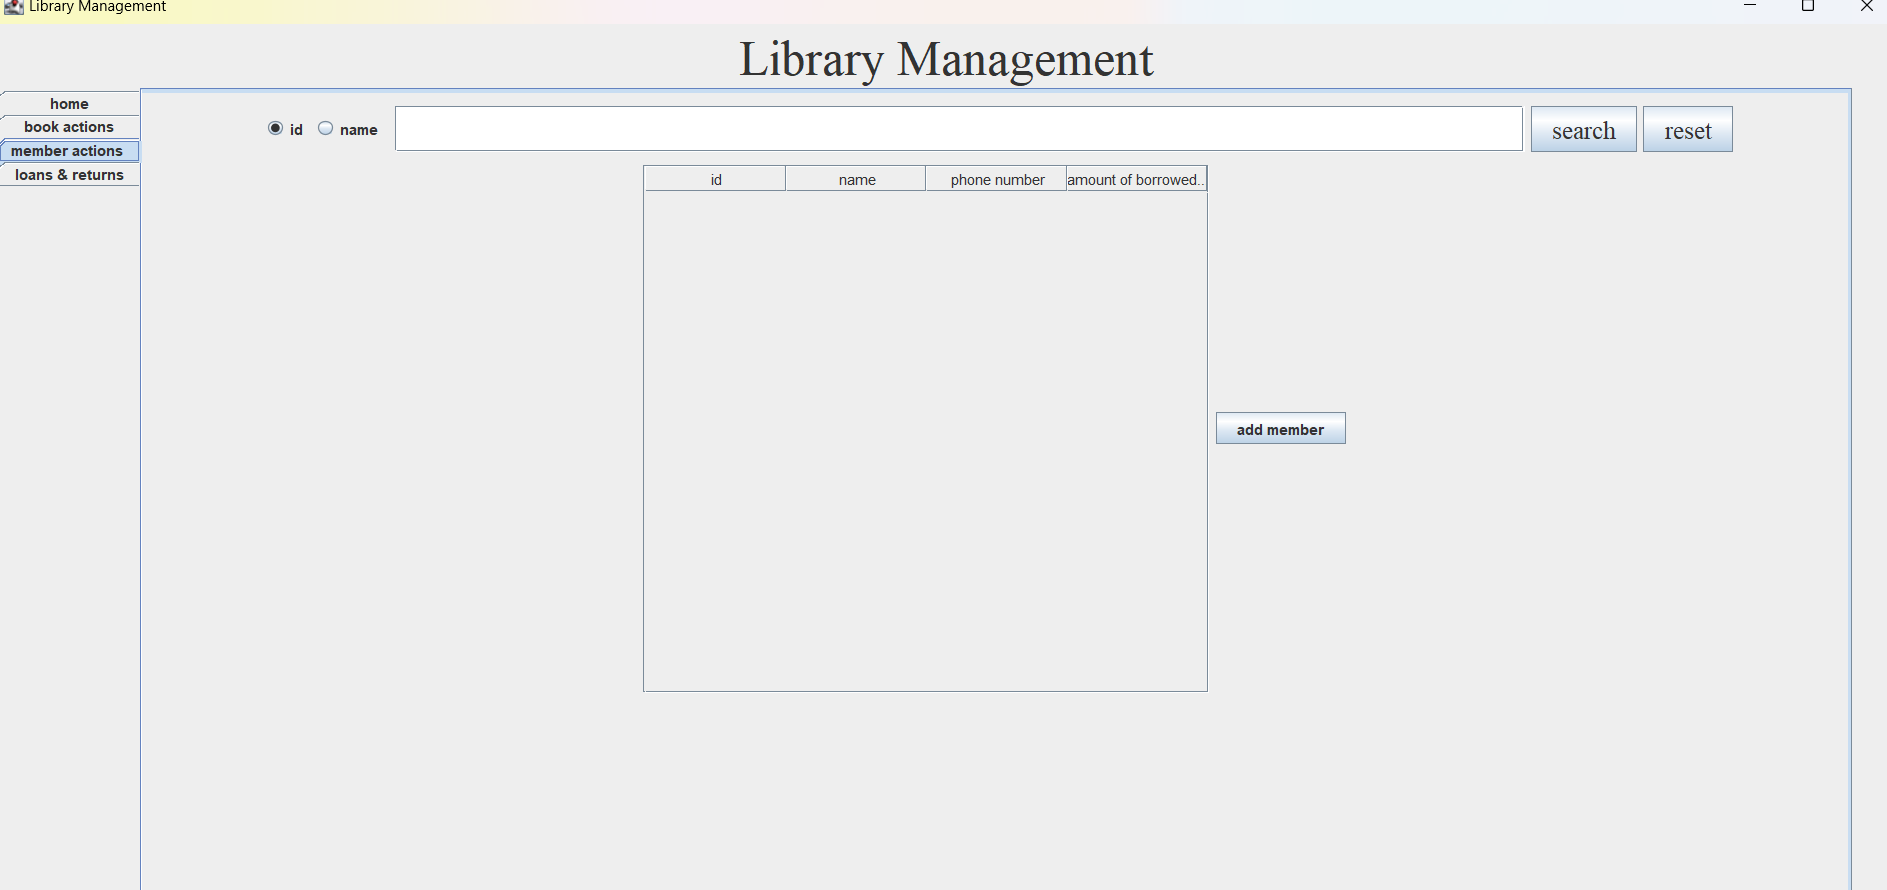 Library Management
Library Management
home
book actions
member actions
loans & returns
id name search reset
id name phone number amount of borrowed..
add member